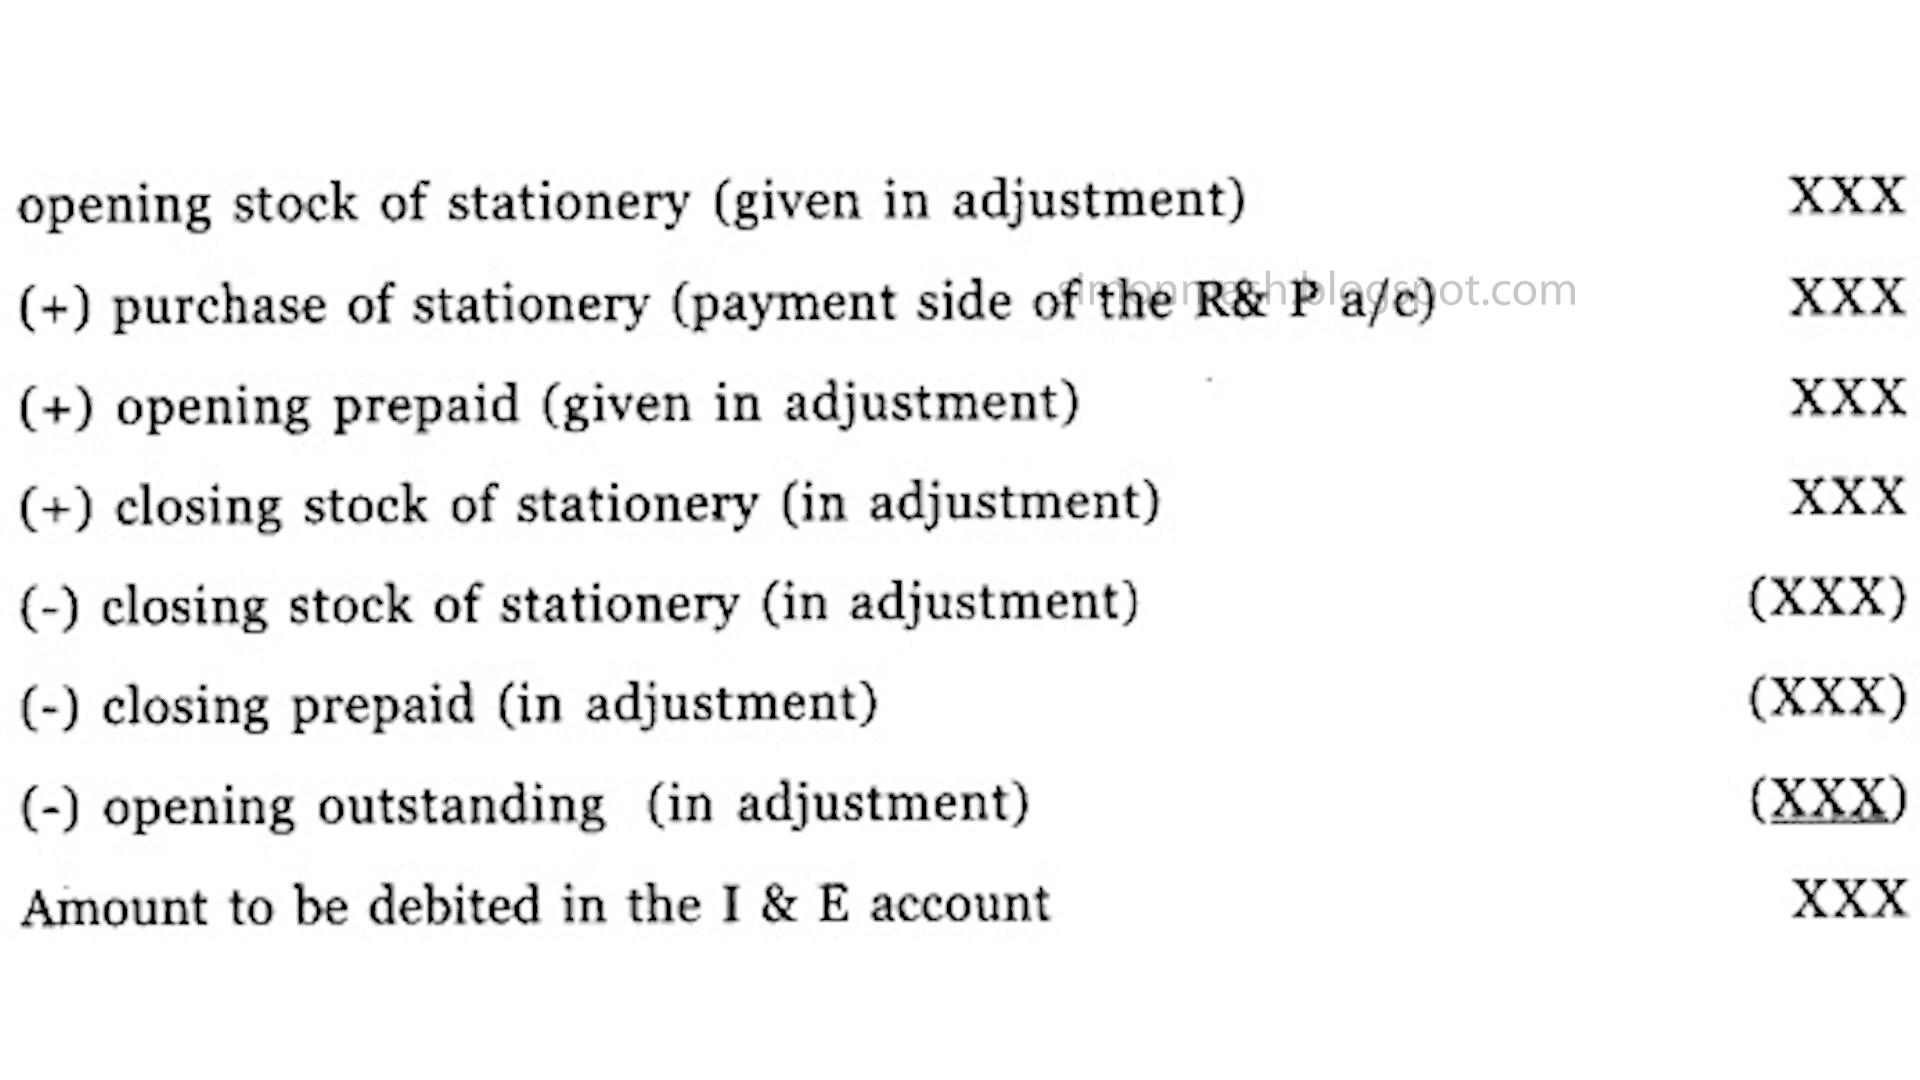 opening stock of stationery (given in adjustment) XXX
(+) purchase of stationery (payment side of the R& P a/c) XXX
(+) opening prepaid (given in adjustment) XXX
(+) closing stock of stationery (in adjustment) XXX
(-) closing stock of stationery (in adjustment) (XXX)
(-) closing prepaid (in adjustment) (XXX)
(-) opening outstanding (in adjustment) (XXX)
Amount to be debited in the I & E account XXX